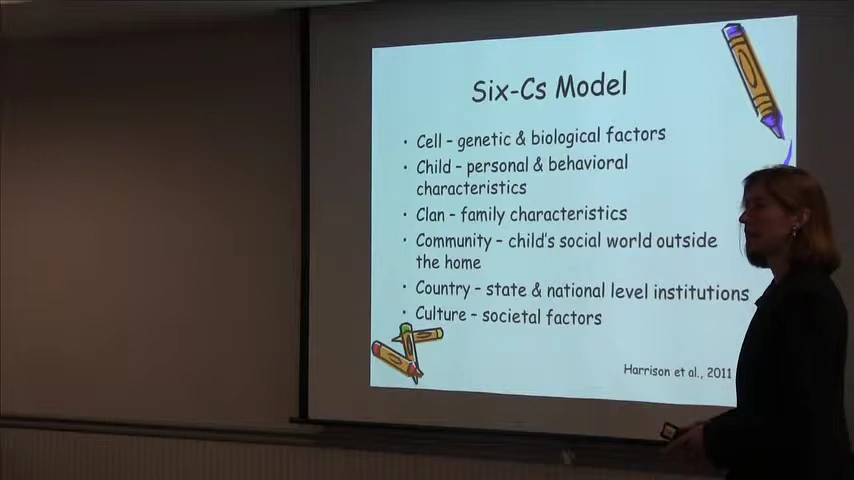 Six-Cs Model
• Cell – genetic & biological factors
• Child – personal & behavioral
characteristics
• Clan – family characteristics
• Community – child's social world outside
the home
• Country – state & national level institutions
• Culture – societal factors
Harrison et al., 2011